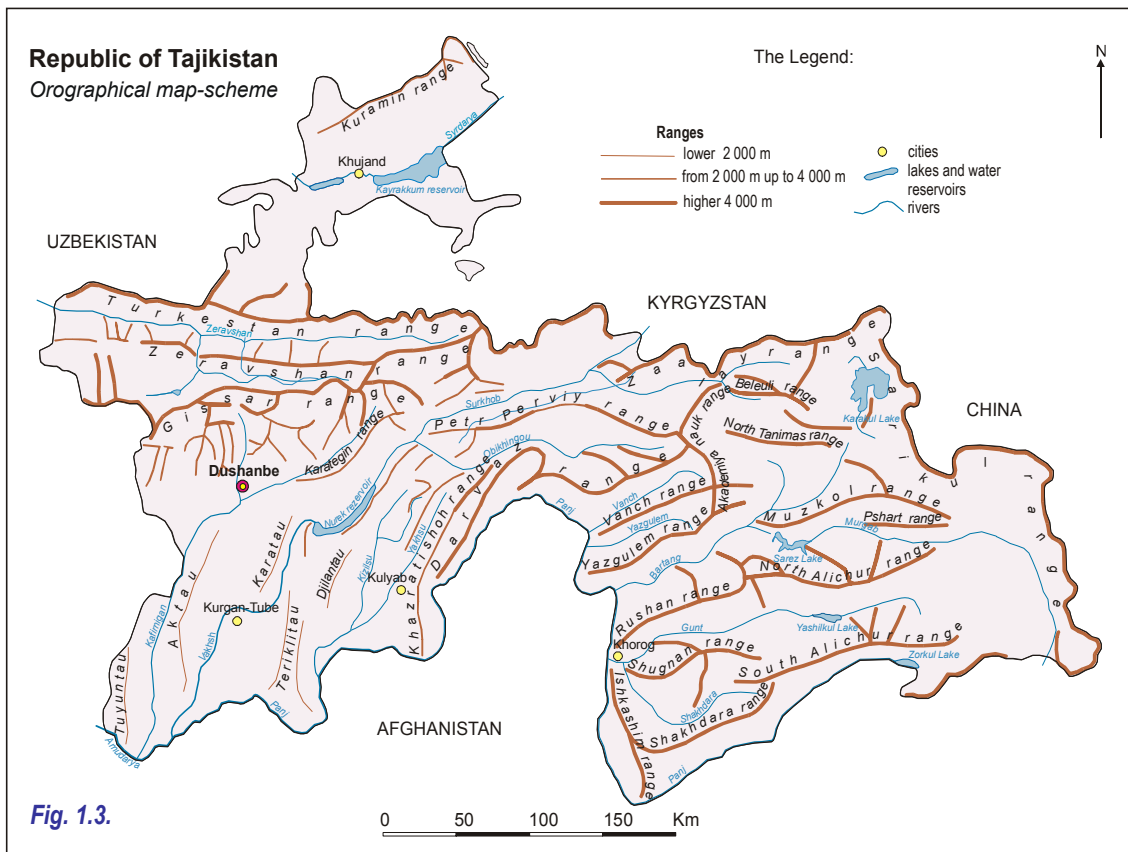 Republic of Tajikistan
Orographical map-scheme
The Legend:
N
Ranges
lower 2 000 m
from 2 000 m up to 4 000 m
higher 4 000 m
cities
lakes and water
reservoirs
rivers
Kuramin range
Syrdarya
Khujand
Kayrakkum reservoir
UZBEKISTAN
KYRGYZSTAN
CHINA
AFGHANISTAN
Turkestan range
Zeravshan
Zeravshan range
Gissar range
Karategin range
Surkhob
Petr Perviy range
Zaalay range
Beleuli range
Karakul Lake
Sarikul range
I range
Akademiya nauk range
North Tanimas range
Obikhingou
Dushanbe
Nurek rezervoir
Darvaz range
Khazratishoh range
Yakhsu
Kizilsu
Panj
Vanch
Vanch range
Yazgulem
Yazgulem range
Muzkol range
Pshart range
Murgab
Bartang
Sarez Lake
North Alichur range
Karatau
Djilantau
Kulyab
Kurgan-Tube
Aktau
Kafirnigan
Vakhsh
Teriklitau
Tuyuntau
Amudarya
Panj
Rushan range
Gunt
Yashilkul Lake
Khorog
Shugnan range
South Alichur range
Zorkul Lake
Shakhdara
Shakhdara range
Ishkashim range
Panj
Fig. 1.3.
0 50 100 150 Km